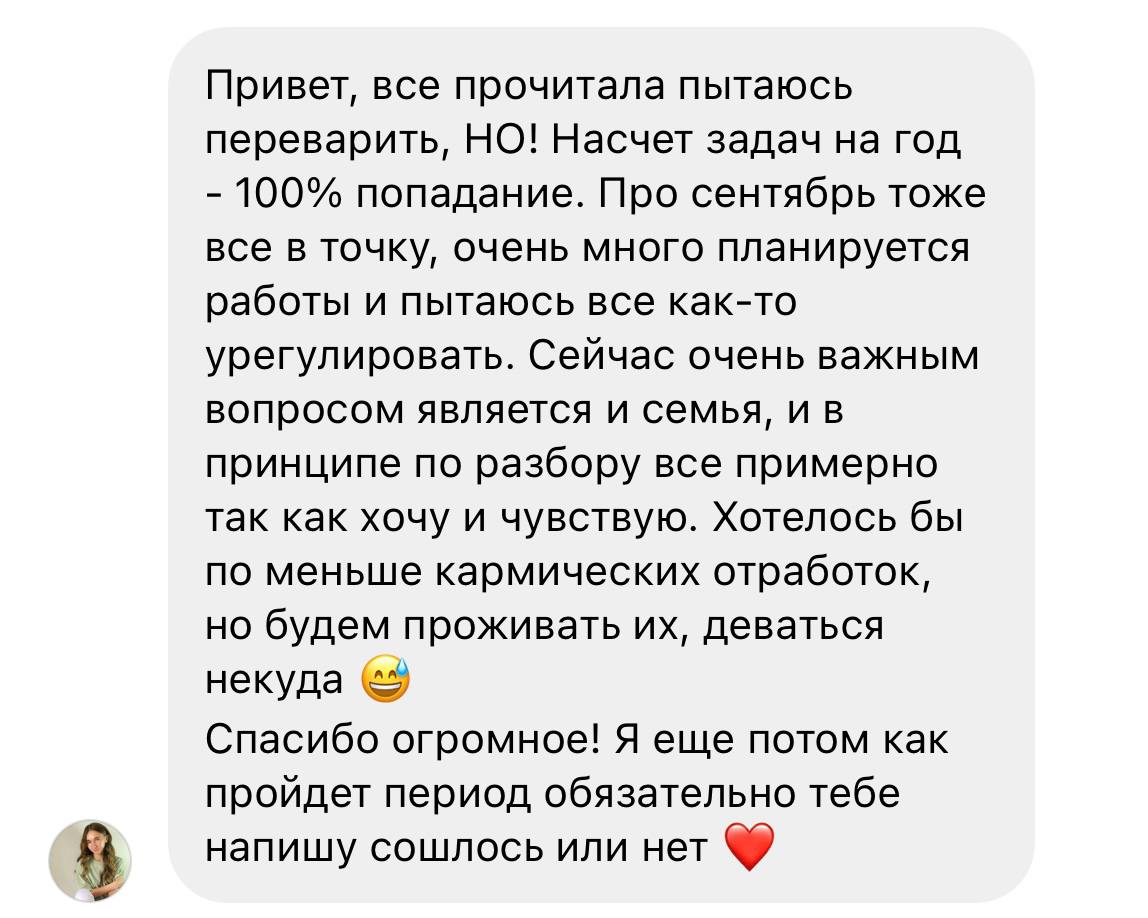 Привет, все прочитала пытаюсь
переварить, НО! Насчет задач на год
- 100% попадание. Про сентябрь тоже
все в точку, очень много планируется
работы и пытаюсь все как-то
урегулировать. Сейчас очень важным
вопросом является и семья, и в
принципе по разбору все примерно
так как хочу и чувствую. Хотелось бы
по меньше кармических отработок,
но будем проживать их, деваться
некуда 😅
Спасибо огромное! Я еще потом как
пройдет период обязательно тебе
напишу сошлось или нет ❤️